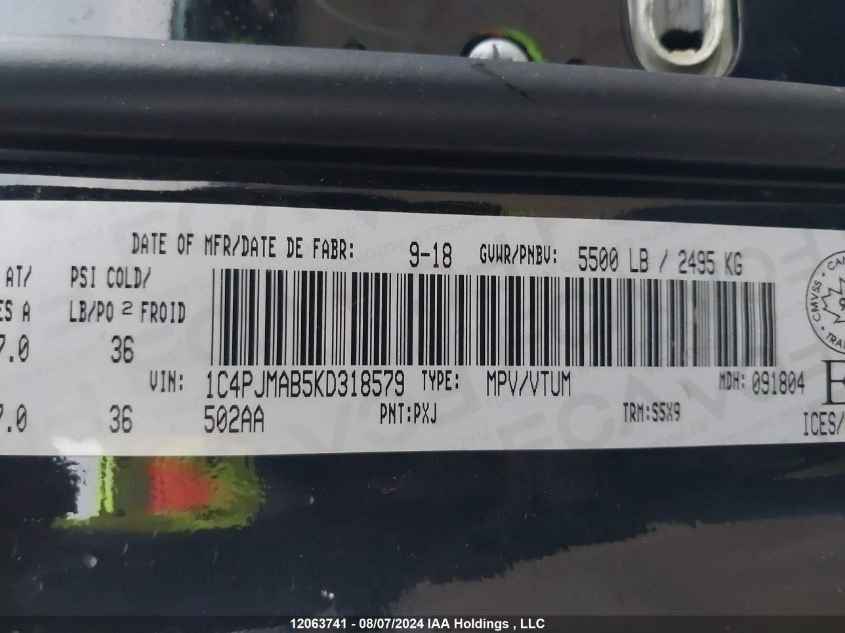 DATE OF MFR/DATE DE FABR: 9-18 GVWR/PNBV: 5500 LB / 2495 KG
AT/ PSI COLD/
ES A LB/PO 2 FROID
7.0 36
VIN: 1C4PJMAB5KD318579 TYPE: MPV/VTUM MDH: 091804
7.0 36 502AA PNT:PXJ TRM:S5X9 ICES/
CMVSS
12063741 - 08/07/2024 IAA Holdings , LLC